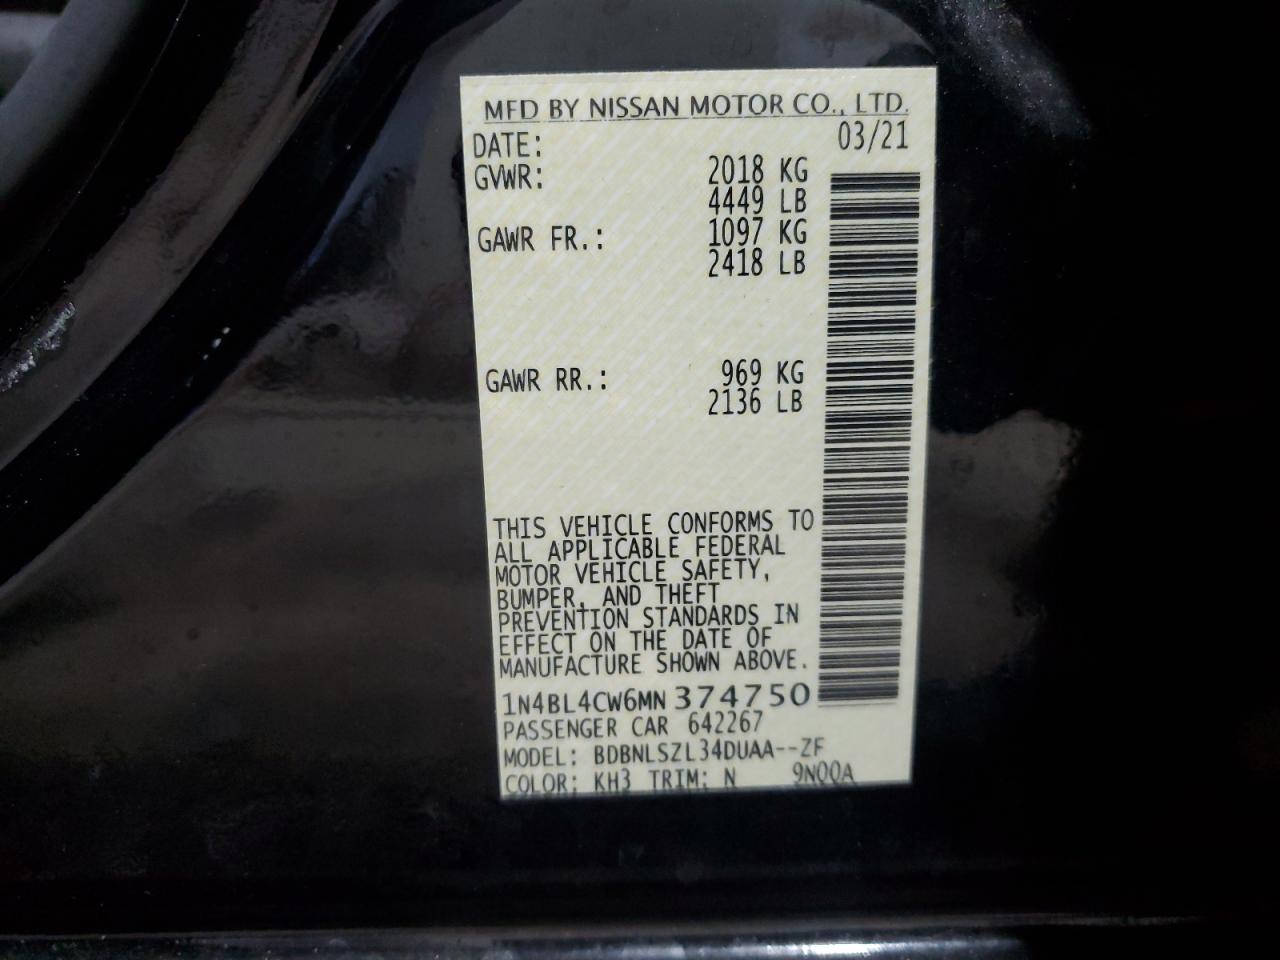 MFD BY NISSAN MOTOR CO., LTD.
DATE: 03/21
GVWR: 2018 KG
4449 LB
GAWR FR.: 1097 KG
2418 LB
GAWR RR.: 969 KG
2136 LB
THIS VEHICLE CONFORMS TO
ALL APPLICABLE FEDERAL
MOTOR VEHICLE SAFETY,
BUMPER, AND THEFT
PREVENTION STANDARDS IN
EFFECT ON THE DATE OF
MANUFACTURE SHOWN ABOVE.
1N4BL4CW6MN374750
PASSENGER CAR 642267
MODEL: BDBNLSZL34DUAA--ZF
COLOR: KH3 TRIM: N 9N00A